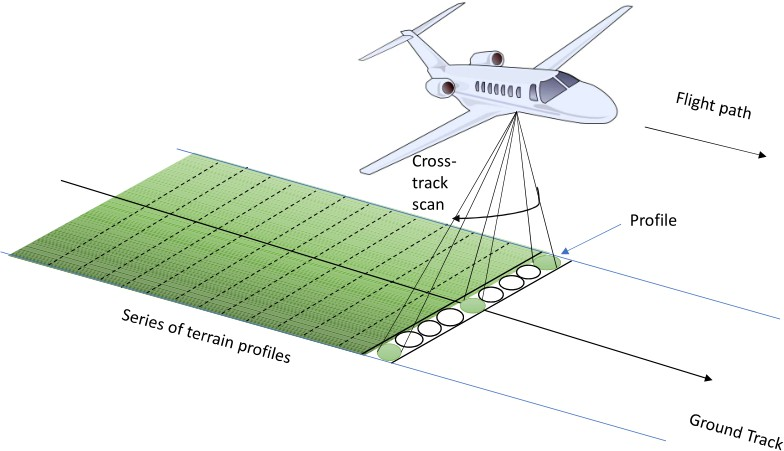 Flight path
Cross-
track
scan
Profile
Series of terrain profiles
Ground Track